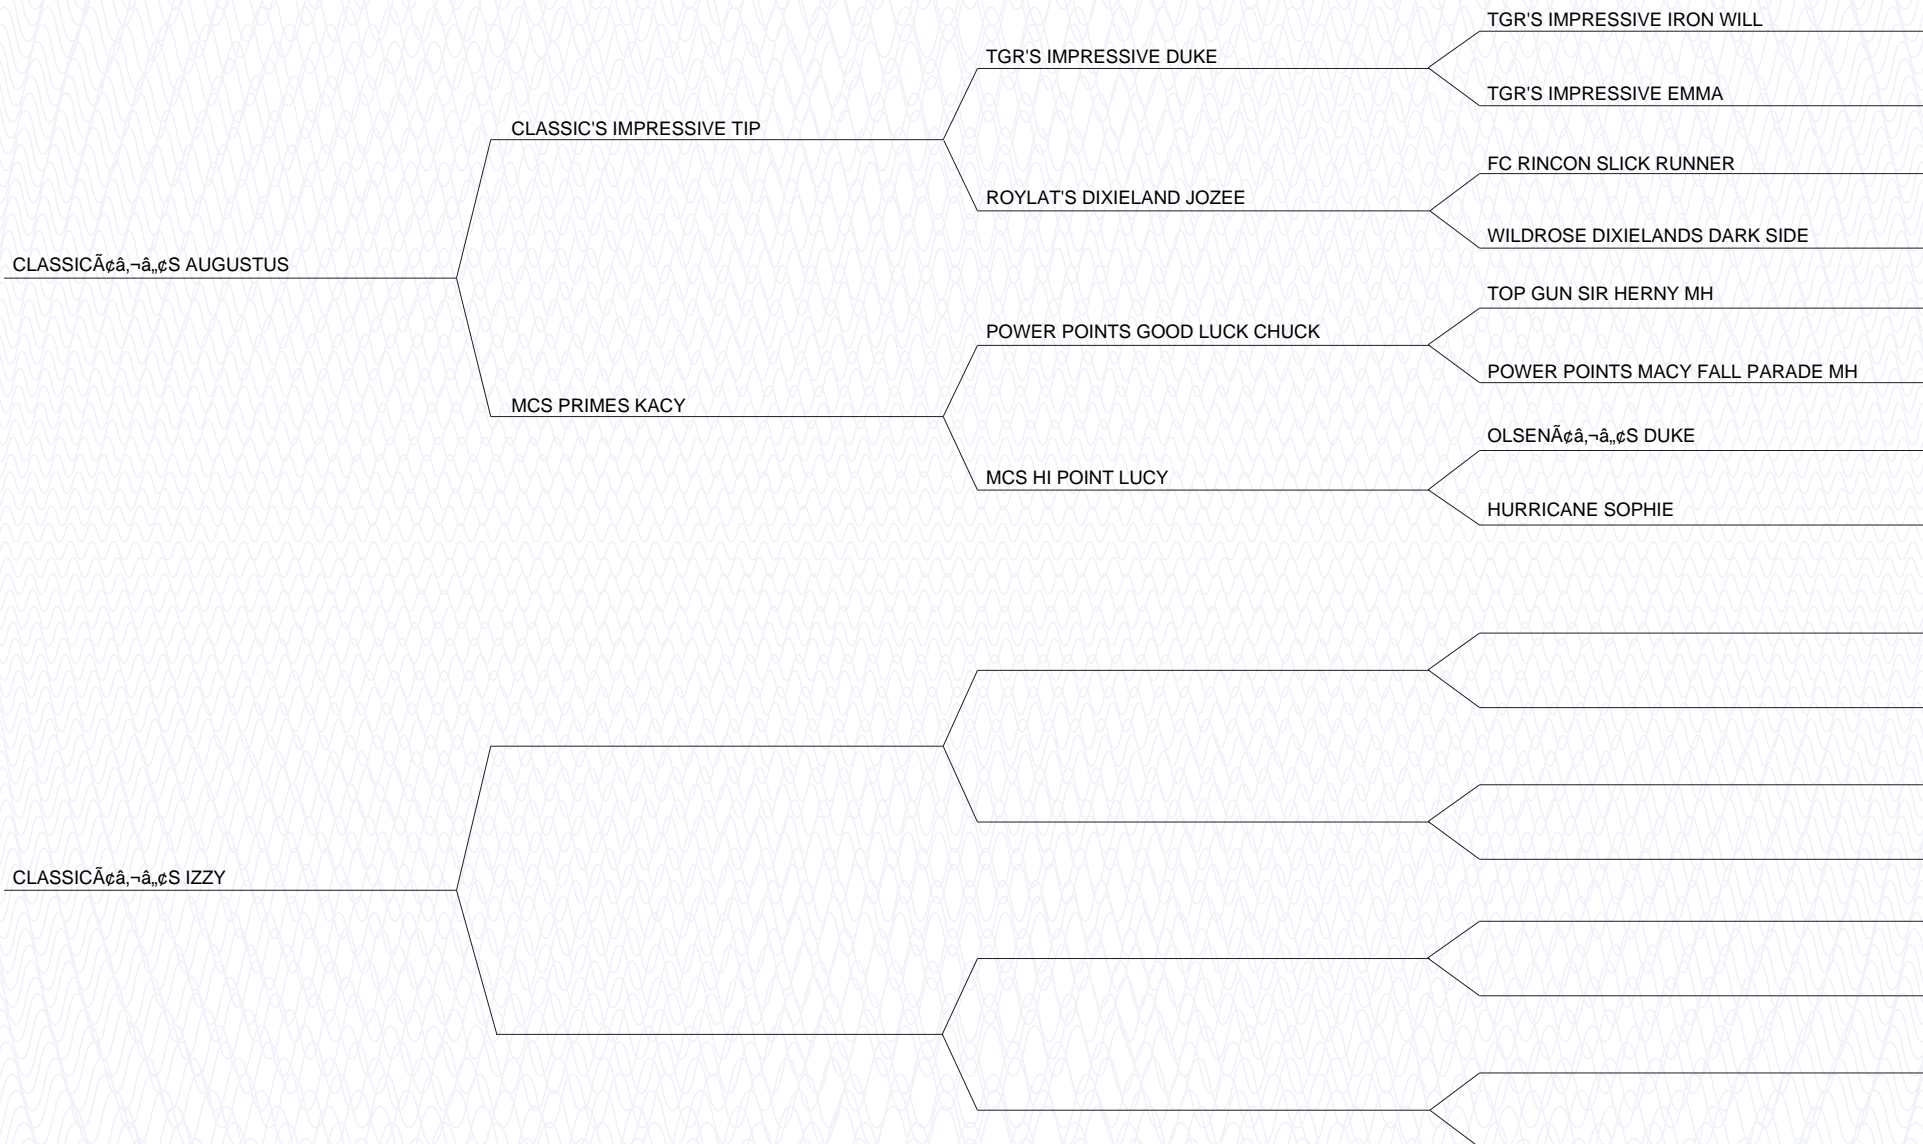 TGR'S IMPRESSIVE IRON WILL
TGR'S IMPRESSIVE DUKE
TGR'S IMPRESSIVE EMMA
CLASSIC'S IMPRESSIVE TIP
FC RINCON SLICK RUNNER
ROYLAT'S DIXIELAND JOZEE
WILDROSE DIXIELANDS DARK SIDE
CLASSICÃ¢â‚¬â„¢S AUGUSTUS
TOP GUN SIR HERNY MH
POWER POINTS GOOD LUCK CHUCK
POWER POINTS MACY FALL PARADE MH
MCS PRIMES KACY
OLSENÃ¢â‚¬â„¢S DUKE
MCS HI POINT LUCY
HURRICANE SOPHIE
CLASSICÃ¢â‚¬â„¢S IZZY